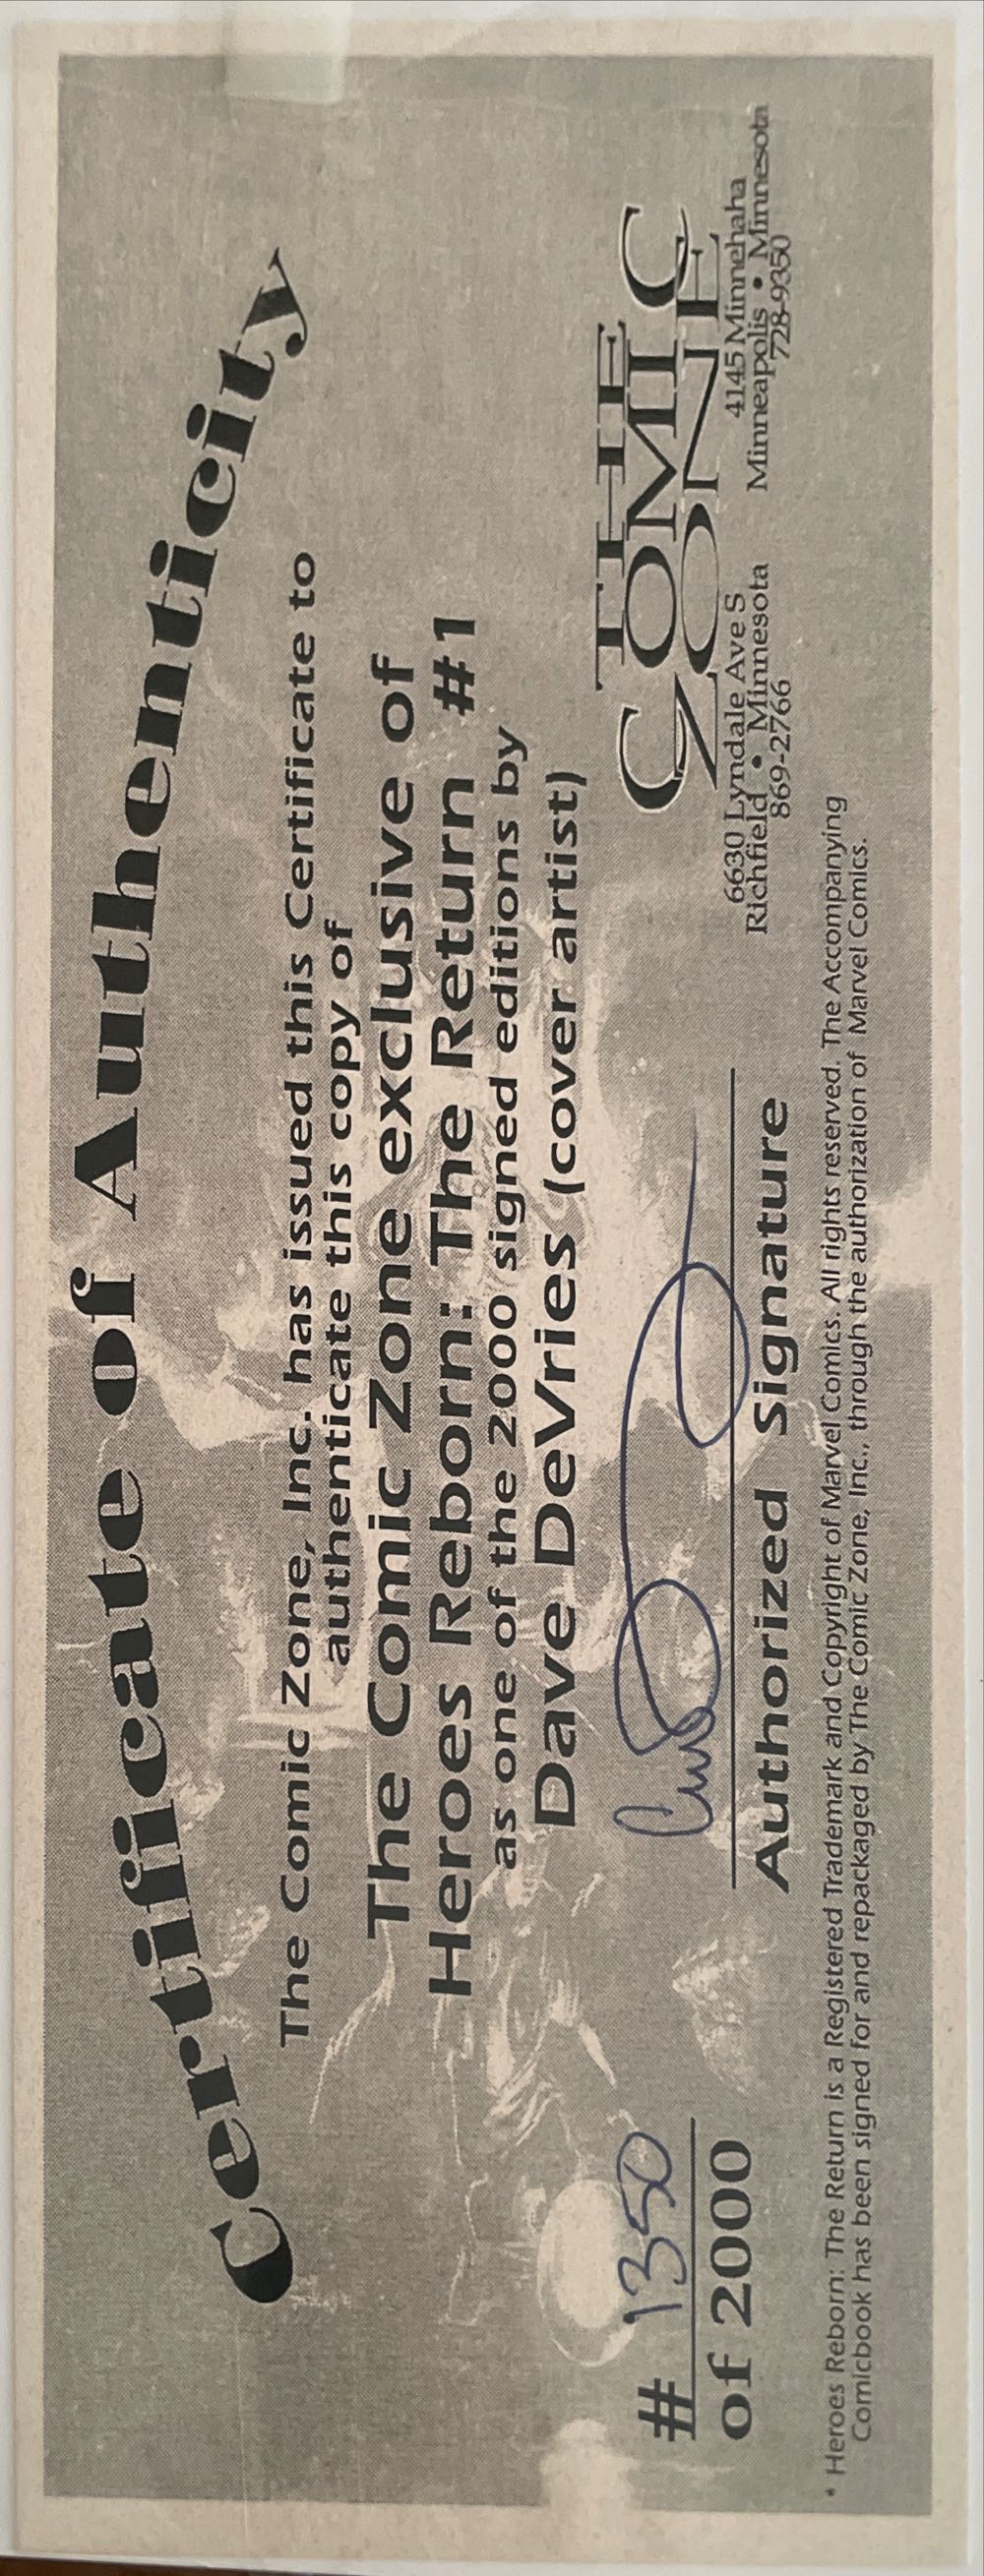 Certificate of Authenticity
The Comic Zone, Inc. has issued this Certificate to
authenticate this copy of
The Comic Zone exclusive of
Heroes Reborn: The Return #1
as one of the 2000 signed editions by
Dave DeVries (cover artist)
# 1350
of 2000
Authorized Signature
THE
COMIC
ZONE
6630 Lyndale Ave S
Richfield • Minnesota
869-2766
4145 Minnehaha
Minneapolis • Minnesota
728-9350
* Heroes Reborn: The Return is a Registered Trademark and Copyright of Marvel Comics. All rights reserved. The Accompanying
Comicbook has been signed for and repackaged by The Comic Zone, Inc., through the authorization of Marvel Comics.